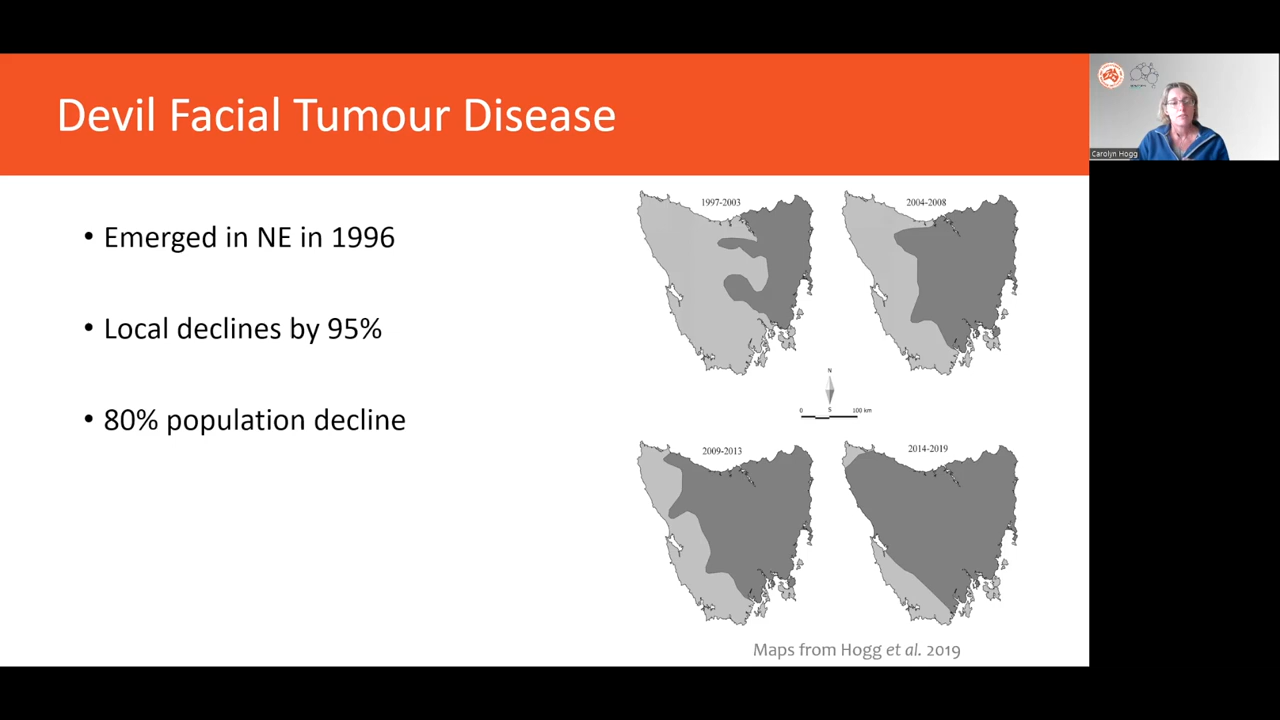 Devil Facial Tumour Disease
Carolyn Hogg
• Emerged in NE in 1996
• Local declines by 95%
• 80% population decline
1997-2003
2004-2008
N
S
0 100 km
2009-2013
2014-2019
Maps from Hogg et al. 2019